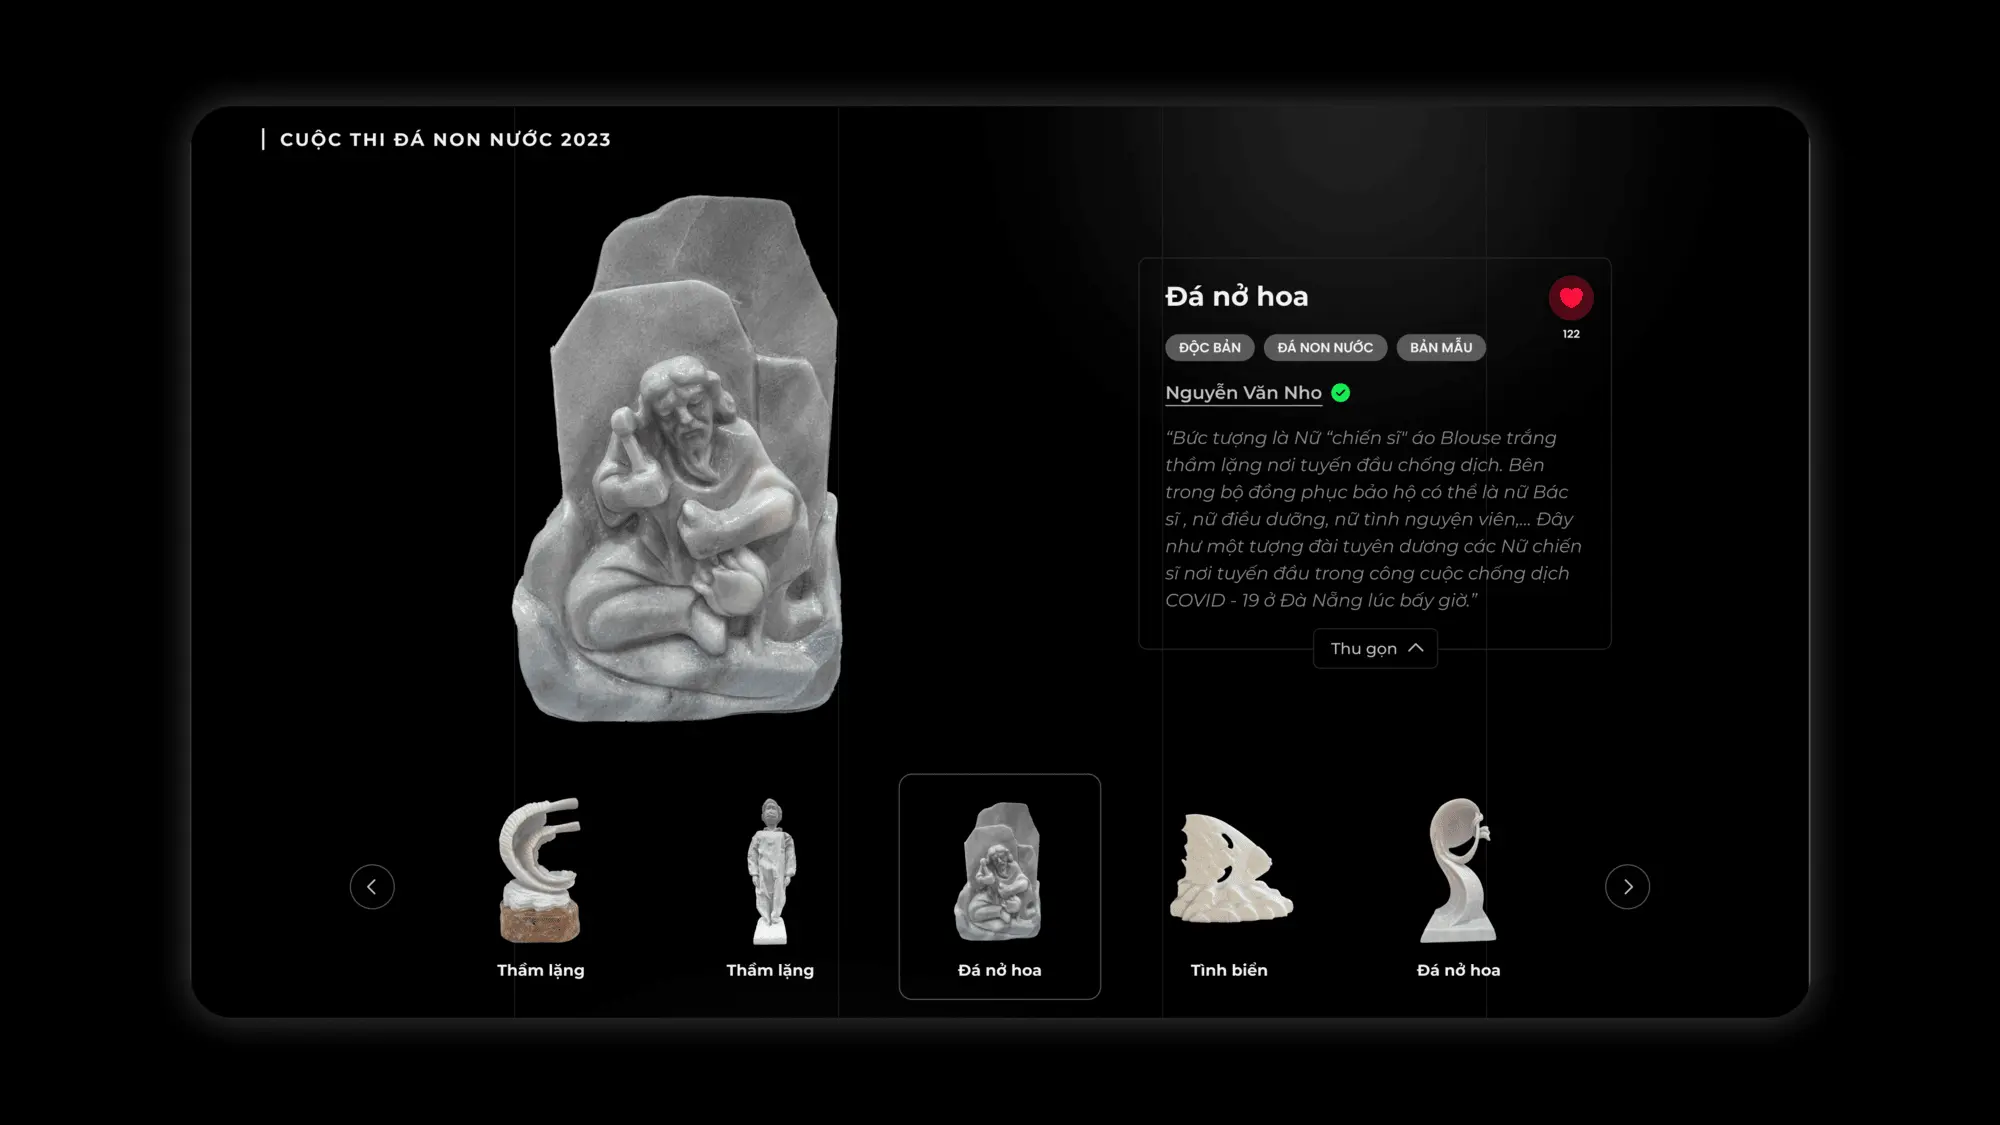 CUỘC THI ĐÁ NON NƯỚC 2023
Đá nở hoa
122
ĐỘC BẢN
ĐÁ NON NƯỚC
BẢN MẪU
Nguyễn Văn Nho
“Bức tượng là Nữ “chiến sĩ" áo Blouse trắng
thầm lặng nơi tuyến đầu chống dịch. Bên
trong bộ đồng phục bảo hộ có thể là nữ Bác
sĩ , nữ điều dưỡng, nữ tình nguyện viên,... Đây
như một tượng đài tuyên dương các Nữ chiến
sĩ nơi tuyến đầu trong công cuộc chống dịch
COVID - 19 ở Đà Nẵng lúc bấy giờ.”
Thu gọn
Thầm lặng
Thầm lặng
Đá nở hoa
Tình biển
Đá nở hoa